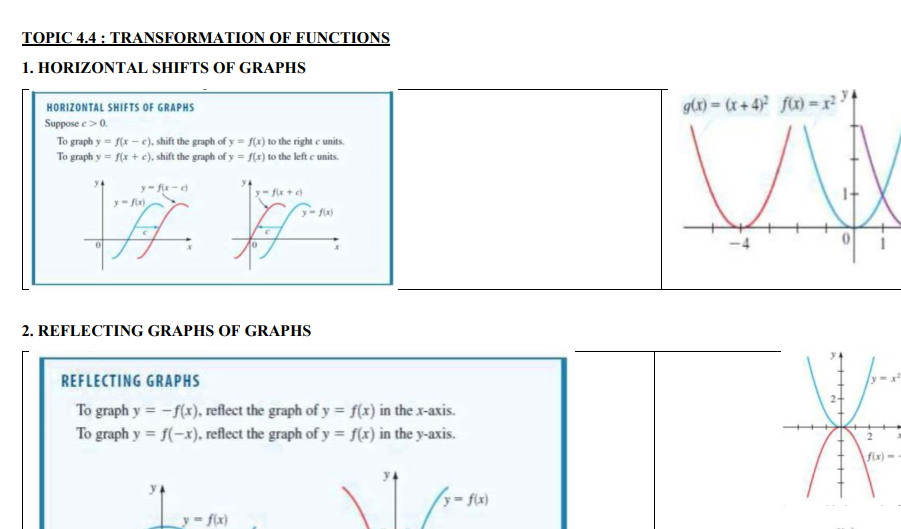 TOPIC 4.4 : TRANSFORMATION OF FUNCTIONS
1. HORIZONTAL SHIFTS OF GRAPHS
HORIZONTAL SHIFTS OF GRAPHS
Suppose c > 0.
To graph y = f(x − c), shift the graph of y = f(x) to the right c units.
To graph y = f(x + c), shift the graph of y = f(x) to the left c units.
y
y = f(x − c)
y = f(x)
c
0
x
y
y = f(x + c)
y = f(x)
c
0
x
g(x) = (x + 4)² f(x) = x² y
1
−4 0 1
2. REFLECTING GRAPHS OF GRAPHS
REFLECTING GRAPHS
To graph y = −f(x), reflect the graph of y = f(x) in the x-axis.
To graph y = f(−x), reflect the graph of y = f(x) in the y-axis.
y
y = f(x)
y
y = f(x)
y
y = x²
2
2
f(x) = -